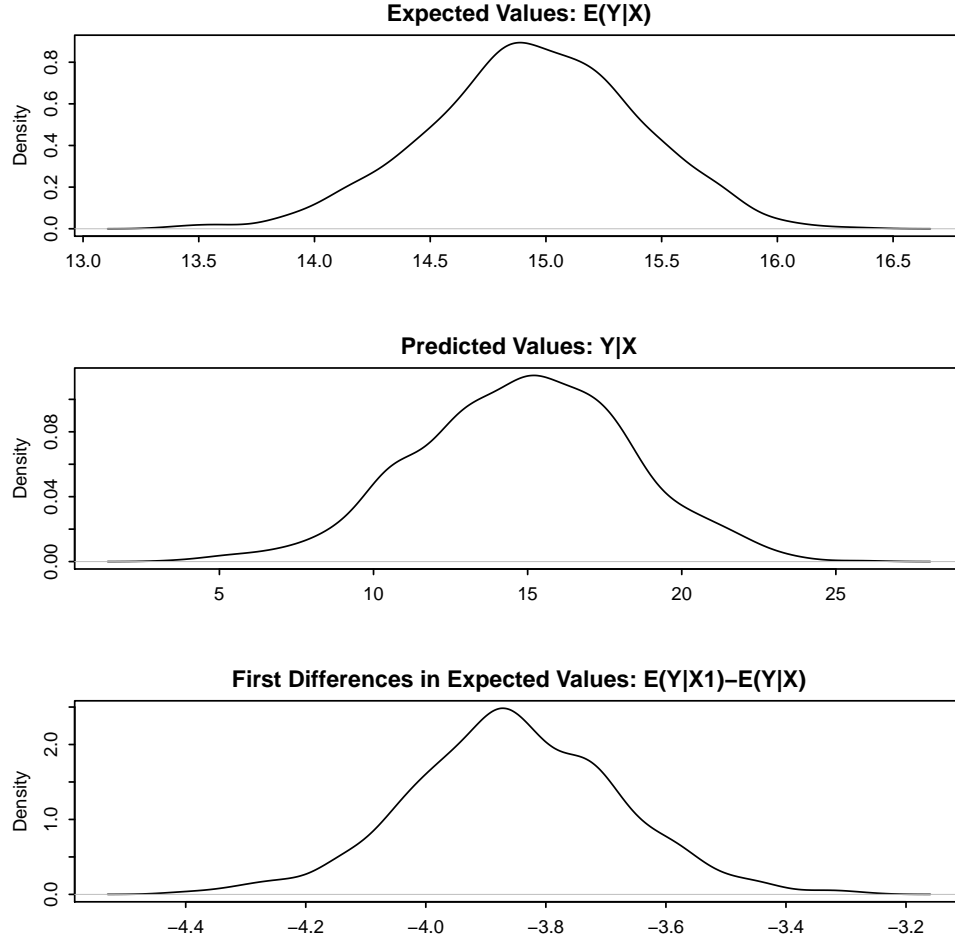 Expected Values: E(Y|X)
Density
0.0 0.2 0.4 0.6 0.8
13.0 13.5 14.0 14.5 15.0 15.5 16.0 16.5
Predicted Values: Y|X
Density
0.00 0.04 0.08
5 10 15 20 25
First Differences in Expected Values: E(Y|X1)−E(Y|X)
Density
0.0 1.0 2.0
−4.4 −4.2 −4.0 −3.8 −3.6 −3.4 −3.2